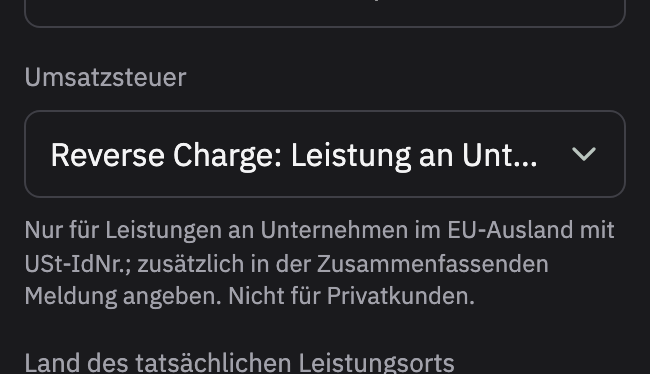 Umsatzsteuer
Reverse Charge: Leistung an Unt...
Nur für Leistungen an Unternehmen im EU-Ausland mit
USt-IdNr.; zusätzlich in der Zusammenfassenden
Meldung angeben. Nicht für Privatkunden.
Land des tatsächlichen Leistungsorts